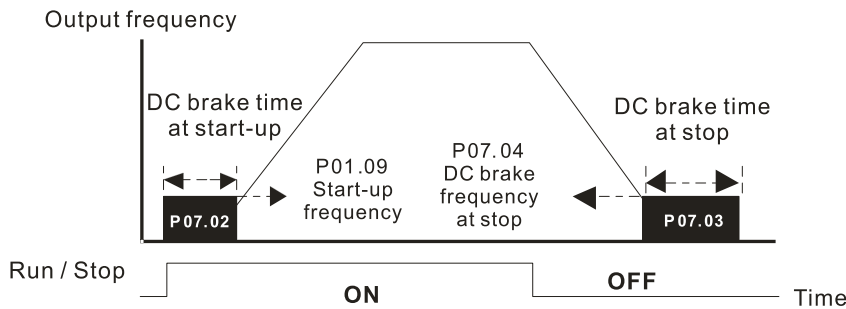 Output frequency
DC brake time
at start-up
DC brake time
at stop
P01.09
Start-up
frequency
P07.04
DC brake
frequency
at stop
P07.02
P07.03
Run / Stop
ON
OFF
Time